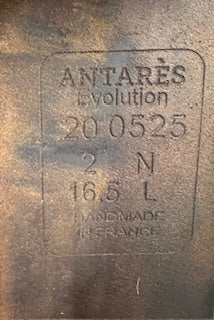 ANTARÈS
Evolution
20 0525
2 N
16.5 L
HANDMADE
IN FRANCE